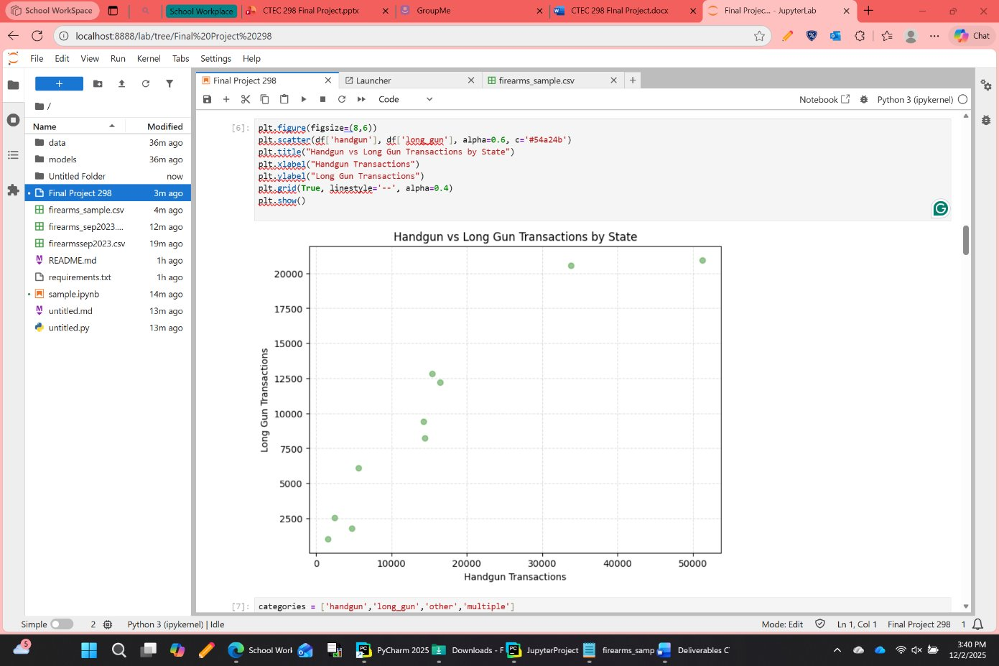 School WorkSpace
School Workplace
CTEC 298 Final Project.pptx
GroupMe
CTEC 298 FInal Project.docx
Final Projec... - JupyterLab
localhost:8888/lab/tree/Final%20Project%20298
Chat
File Edit View Run Kernel Tabs Settings Help
Final Project 298
Launcher
firearms_sample.csv
Code
Notebook
Python 3 (ipykernel)
/
Name Modified
data 36m ago
models 36m ago
Untitled Folder now
Final Project 298 3m ago
firearms_sample.csv 4m ago
firearms_sep2023.... 12m ago
firearmssep2023.csv 19m ago
README.md 1h ago
requirements.txt 1h ago
sample.ipynb 14m ago
untitled.md 13m ago
untitled.py 13m ago
[6]: plt.figure(figsize=(8,6))
plt.scatter(df['handgun'], df['long_gun'], alpha=0.6, c='#54a24b')
plt.title("Handgun vs Long Gun Transactions by State")
plt.xlabel("Handgun Transactions")
plt.ylabel("Long Gun Transactions")
plt.grid(True, linestyle='--', alpha=0.4)
plt.show()
Handgun vs Long Gun Transactions by State
20000
17500
15000
12500
10000
7500
5000
2500
Long Gun Transactions
0 10000 20000 30000 40000 50000
Handgun Transactions
[7]: categories = ['handgun','long_gun','other','multiple']
Simple 2 Python 3 (ipykernel) | Idle
Mode: Edit Ln 1, Col 1 Final Project 298 1
5
School Worl
PyCharm 2025
Downloads - F
JupyterProject
firearms_samp
Deliverables C
3:40 PM
12/2/2025